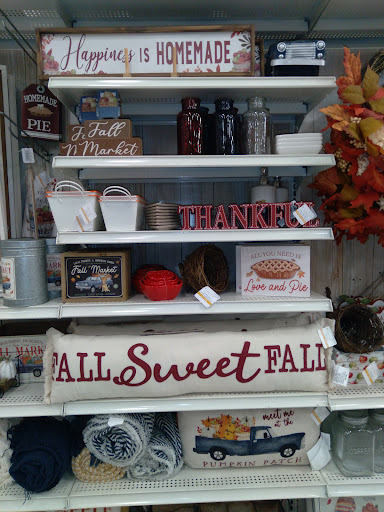 Happiness IS HOMEMADE
HOMEMADE
PIE
Fall
MARKET
THANKFUL
FALL MARKET
ALL YOU NEED IS
Love and PIE
FALL Sweet FALL
meet me
at the
PUMPKIN PATCH